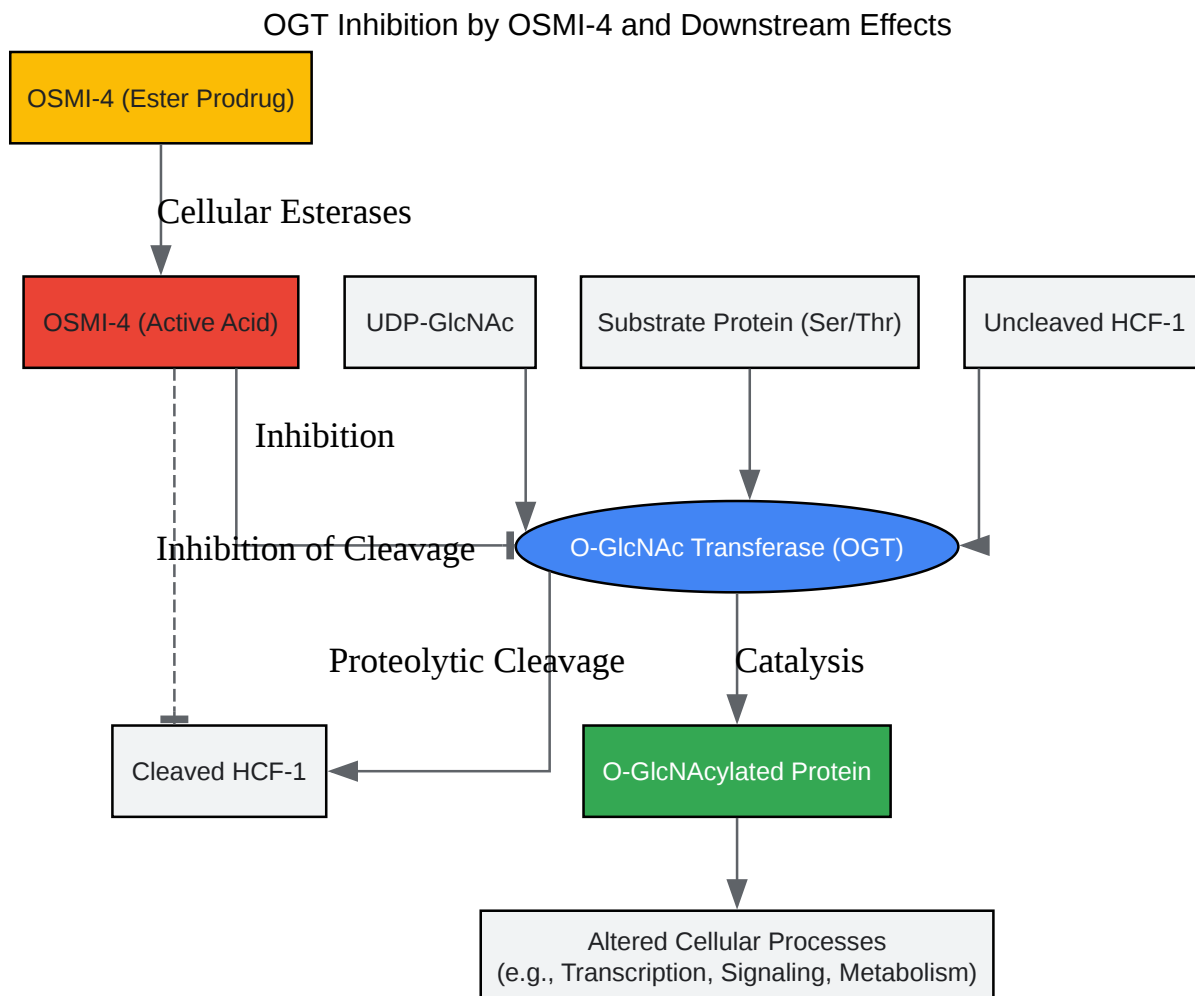 OGT Inhibition by OSMI-4 and Downstream Effects
OSMI-4 (Ester Prodrug)
Cellular Esterases
OSMI-4 (Active Acid)
UDP-GlcNAc
Substrate Protein (Ser/Thr)
Uncleaved HCF-1
Inhibition
Inhibition of Cleavage
O-GlcNAc Transferase (OGT)
Proteolytic Cleavage
Catalysis
Cleaved HCF-1
O-GlcNAcylated Protein
Altered Cellular Processes
(e.g., Transcription, Signaling, Metabolism)